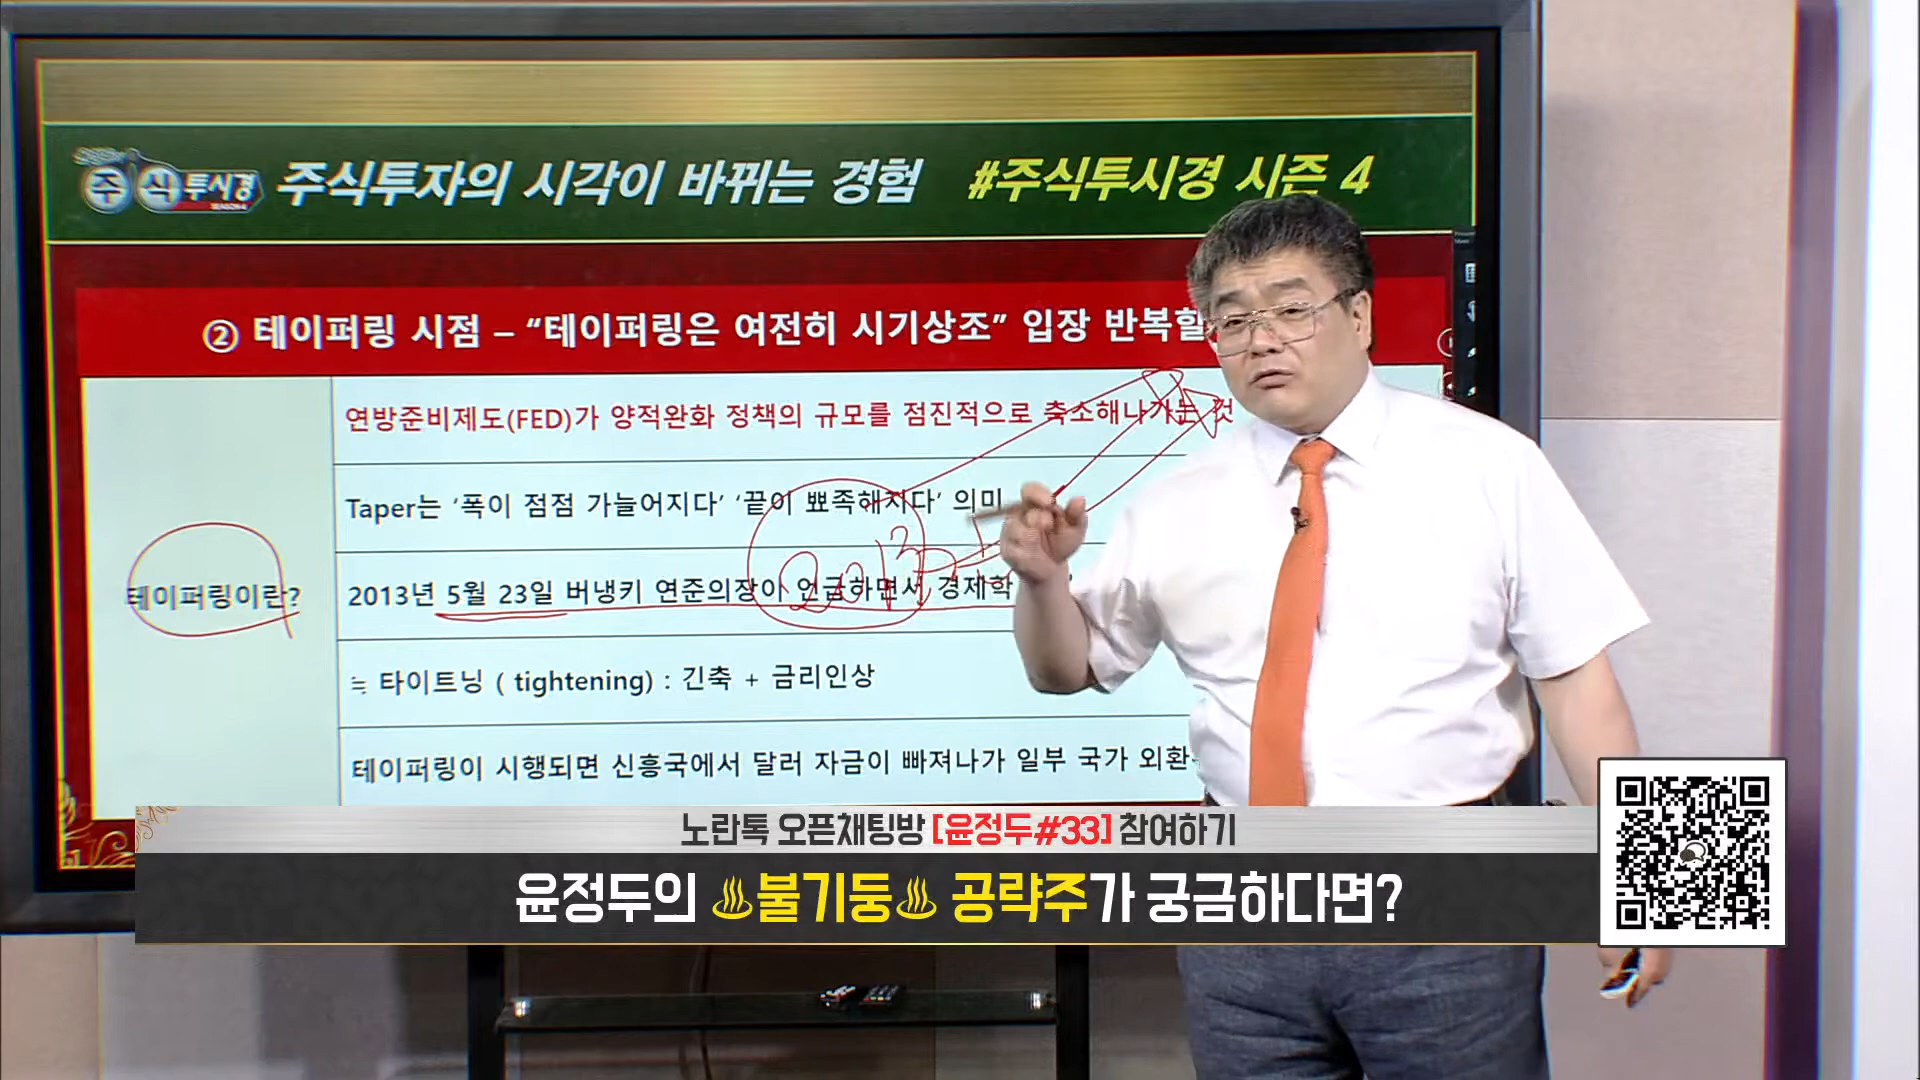 주식투시경 주식투자의 시각이 바뀌는 경험 #주식투시경 시즌 4
② 테이퍼링 시점 – “테이퍼링은 여전히 시기상조” 입장 반복할
테이퍼링이란?
연방준비제도(FED)가 양적완화 정책의 규모를 점진적으로 축소해나가는 것
Taper는 ‘폭이 점점 가늘어지다’ ‘끝이 뾰족해지다’ 의미
2013
2013년 5월 23일 버냉키 연준의장이 언급하면서 경제학
≒ 타이트닝 ( tightening) : 긴축 + 금리인상
테이퍼링이 시행되면 신흥국에서 달러 자금이 빠져나가 일부 국가 외환
노란톡 오픈채팅방 [윤정두#33] 참여하기
윤정두의 ♨불기둥♨ 공략주가 궁금하다면?